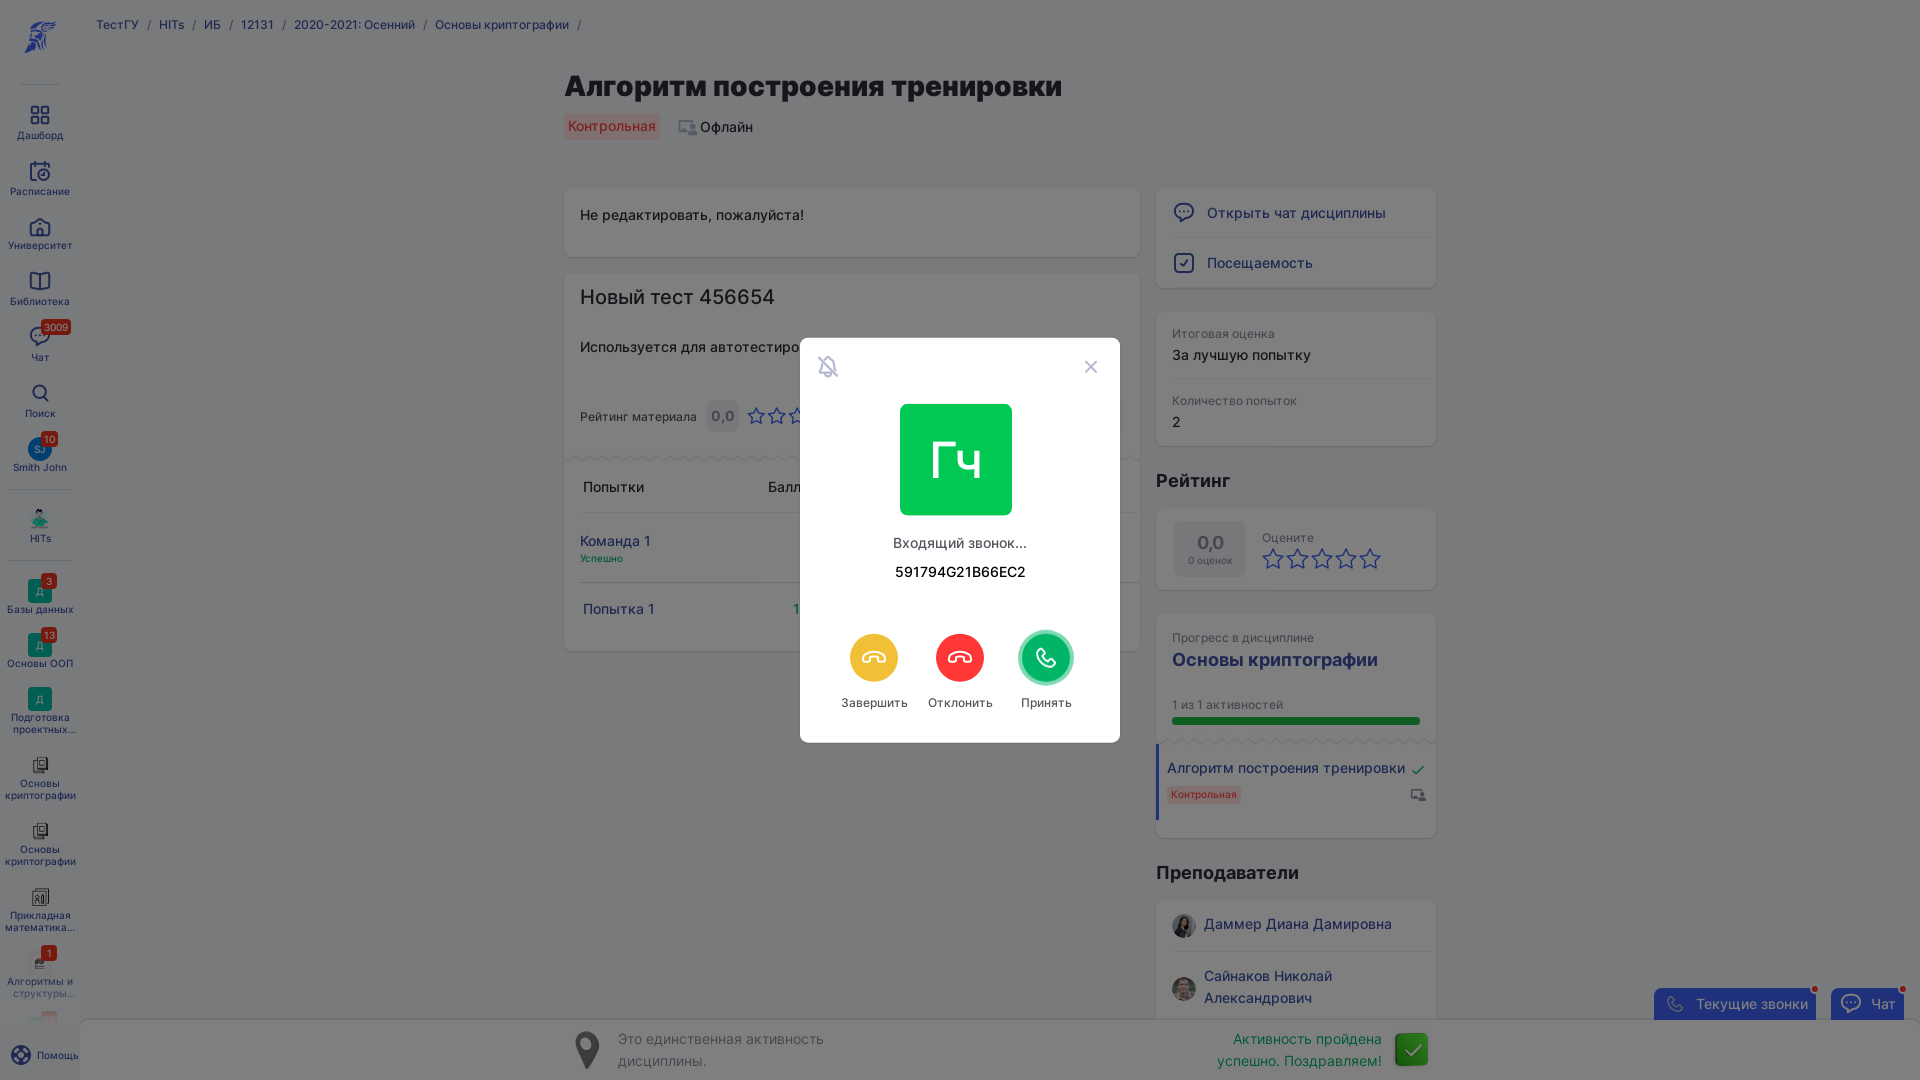 ТестГУ / HITs / ИБ / 12131 / 2020-2021: Осенний / Основы криптографии /
Алгоритм построения тренировки
Контрольная
Офлайн
Дашборд
Расписание
Университет
Библиотека
3009
Чат
Поиск
10
SJ
Smith John
HITs
3
Д
Базы данных
13
Д
Основы ООП
Д
Подготовка
проектных...
Основы
криптографии
Основы
криптографии
Прикладная
математика...
1
Алгоритмы и
структуры...
Помощь
Не редактировать, пожалуйста!
Новый тест 456654
Используется для автотестиро
Рейтинг материала 0,0
Попытки Балл
Команда 1
Успешно
Попытка 1 1
Гч
Входящий звонок...
591794G21B66EC2
Завершить
Отклонить
Принять
Открыть чат дисциплины
Посещаемость
Итоговая оценка
За лучшую попытку
Количество попыток
2
Рейтинг
0,0
0 оценок
Оцените
Прогресс в дисциплине
Основы криптографии
1 из 1 активностей
Алгоритм построения тренировки
Контрольная
Преподаватели
Даммер Диана Дамировна
Сайнаков Николай
Александрович
Текущие звонки
Чат
Это единственная активность
дисциплины.
Активность пройдена
успешно. Поздравляем!